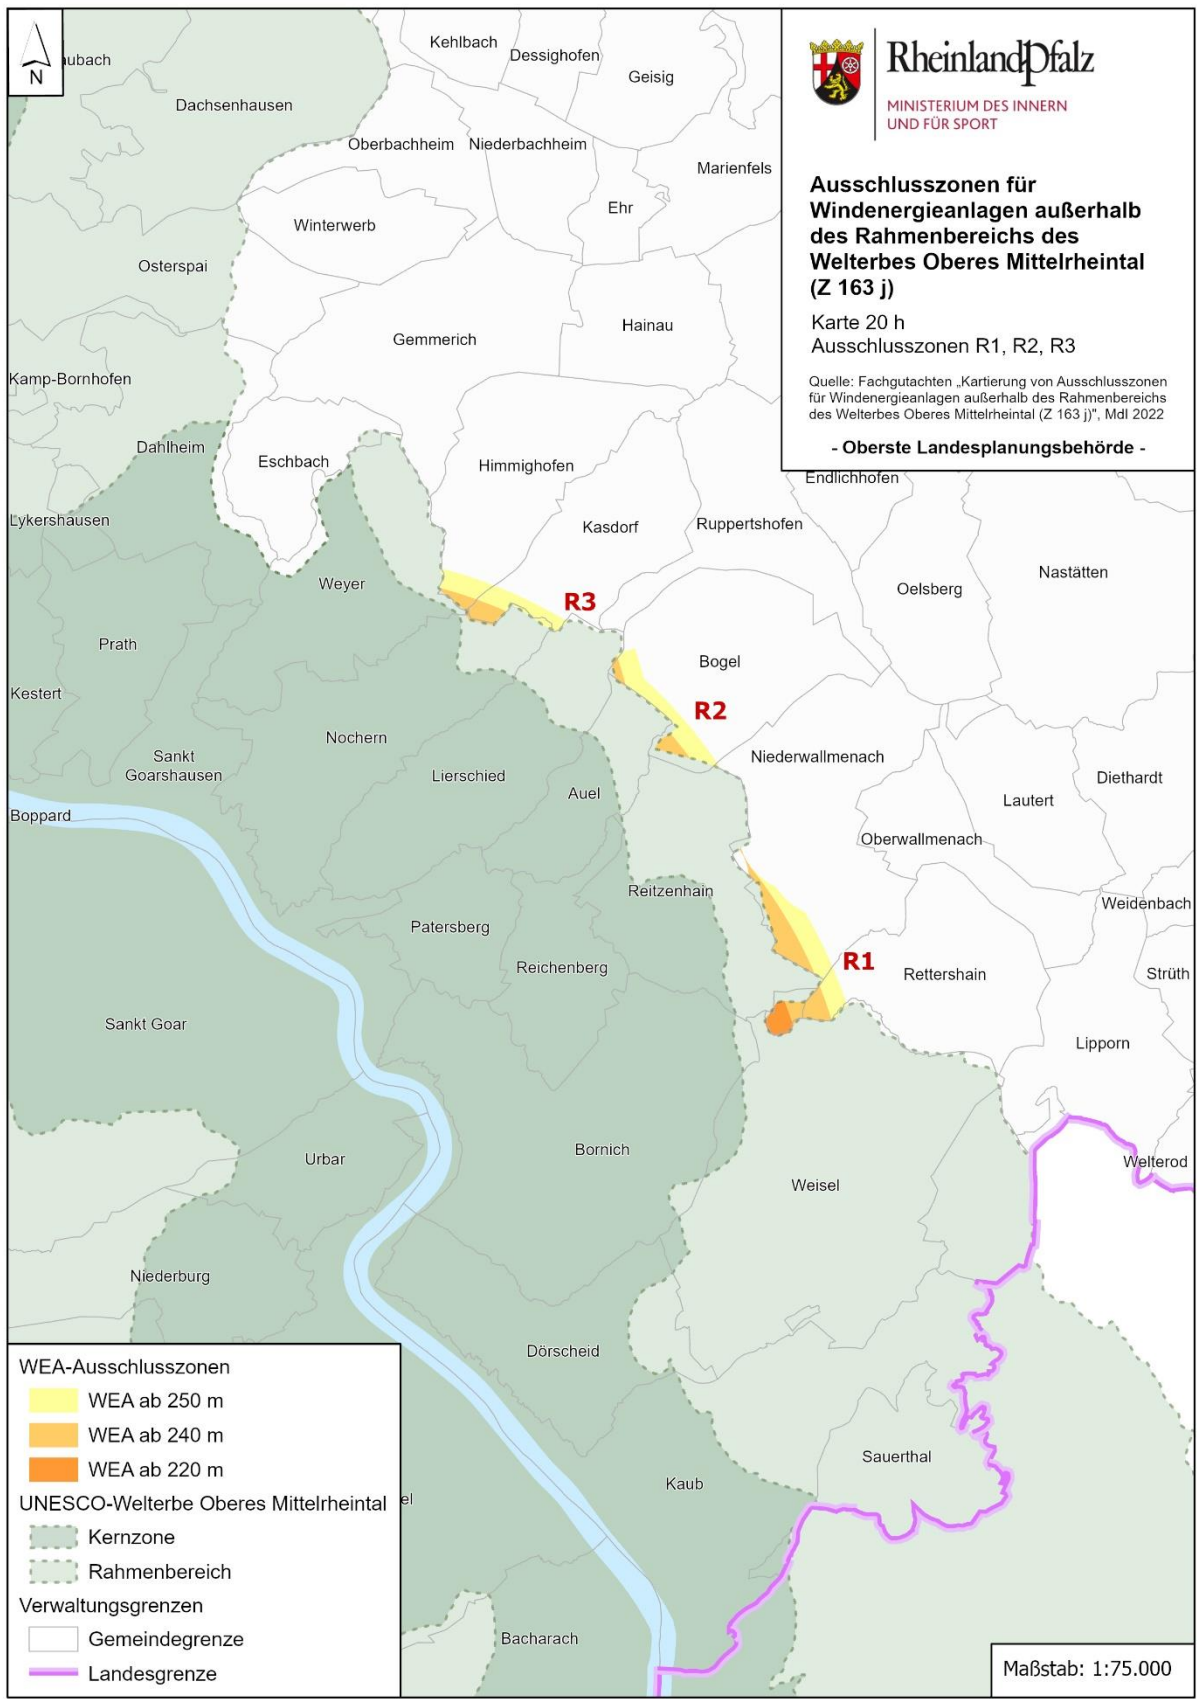 N
aubach
Dachsenhausen
Kehlbach
Dessighofen
Geisig
Oberbachheim
Niederbachheim
Marienfels
Ehr
Winterwerb
Osterspai
Hainau
Gemmerich
Kamp-Bornhofen
Dahlheim
Eschbach
Himmighofen
Endlichhofen
Lykershausen
Kasdorf
Ruppertshofen
Nastätten
Weyer
Oelsberg
R3
Prath
Bogel
Kestert
R2
Nochern
Sankt
Goarshausen
Lierschied
Niederwallmenach
Diethardt
Auel
Lautert
Boppard
Oberwallmenach
Reitzenhain
Weidenbach
Patersberg
Reichenberg
R1
Rettershain
Strüth
Sankt Goar
Lipporn
Bornich
Urbar
Welterod
Weisel
Niederburg
Dörscheid
Sauerthal
Kaub
el
Bacharach
RheinlandPfalz
MINISTERIUM DES INNERN
UND FÜR SPORT
Ausschlusszonen für
Windenergieanlagen außerhalb
des Rahmenbereichs des
Welterbes Oberes Mittelrheintal
(Z 163 j)
Karte 20 h
Ausschlusszonen R1, R2, R3
Quelle: Fachgutachten „Kartierung von Ausschlusszonen
für Windenergieanlagen außerhalb des Rahmenbereichs
des Welterbes Oberes Mittelrheintal (Z 163 j)", MdI 2022
- Oberste Landesplanungsbehörde -
WEA-Ausschlusszonen
WEA ab 250 m
WEA ab 240 m
WEA ab 220 m
UNESCO-Welterbe Oberes Mittelrheintal
Kernzone
Rahmenbereich
Verwaltungsgrenzen
Gemeindegrenze
Landesgrenze
Maßstab: 1:75.000